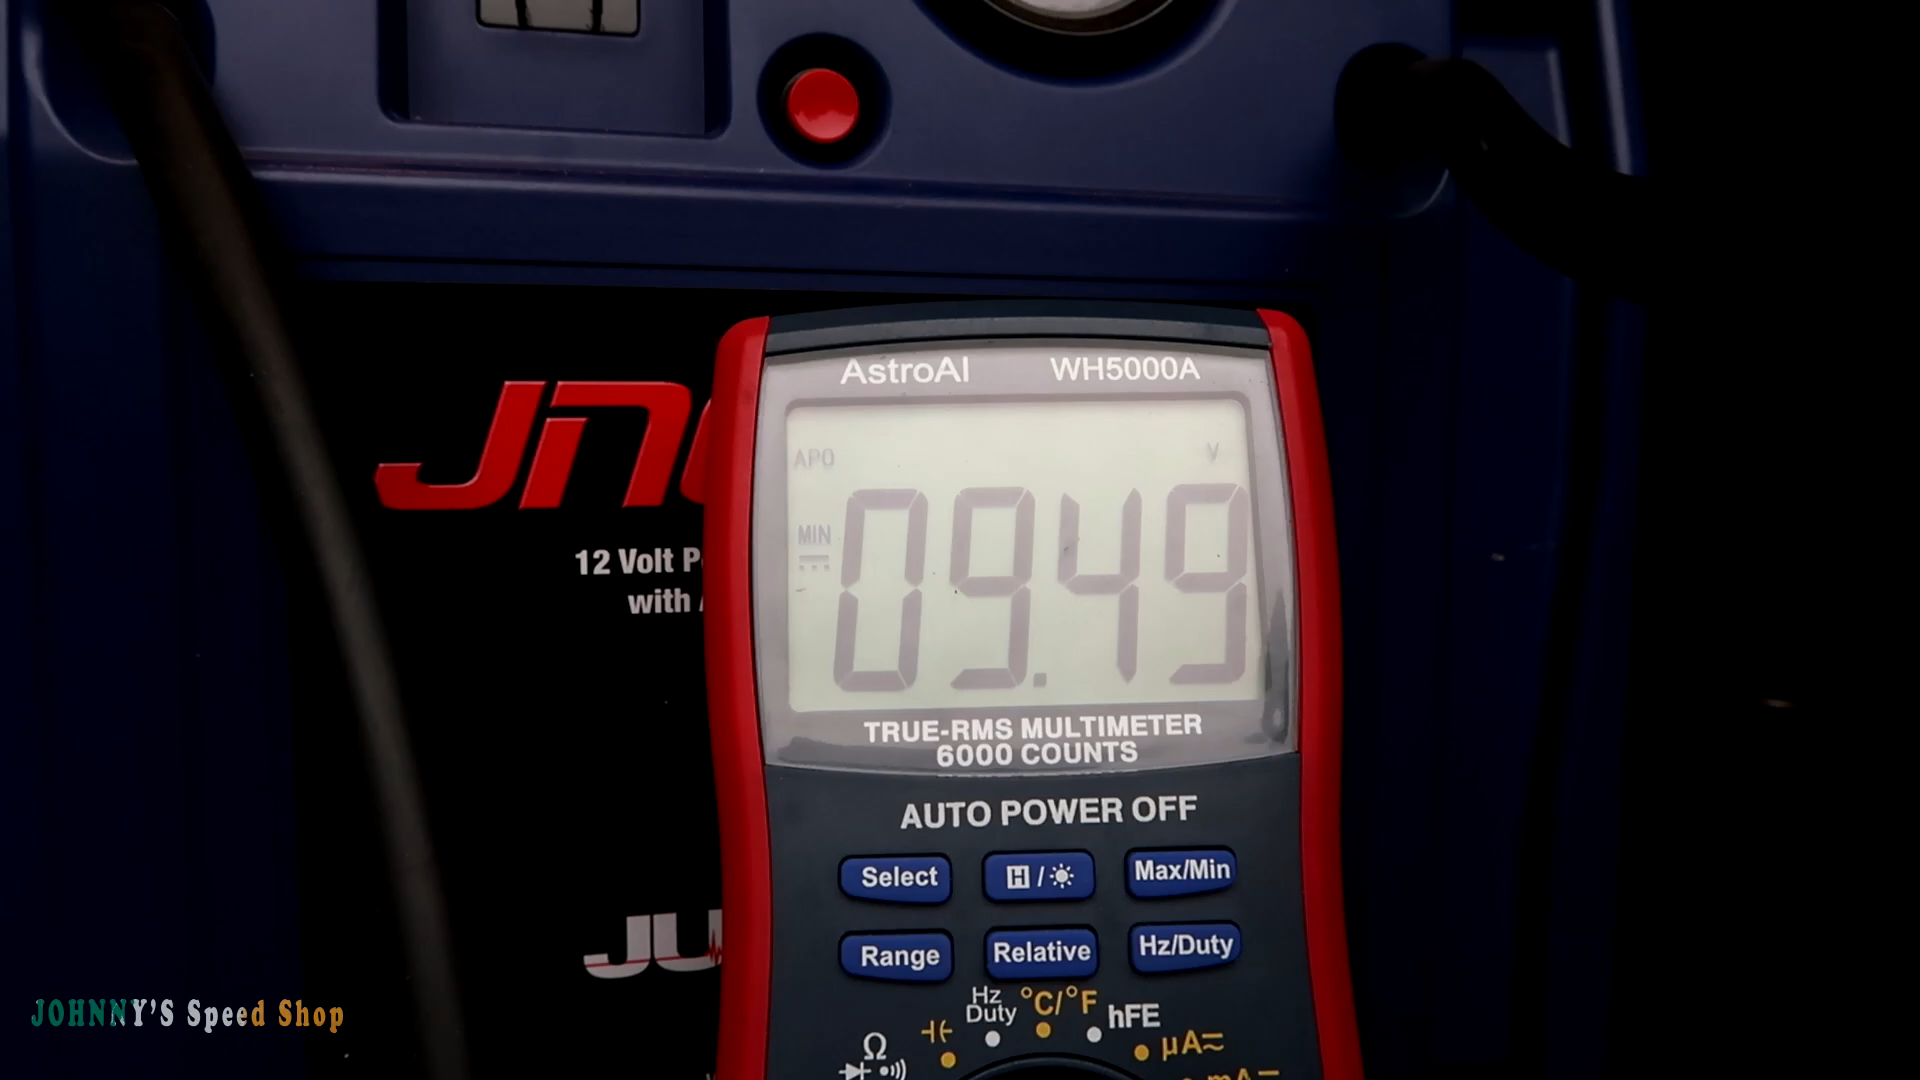 AstroAI WH5000A
APO V
MIN
09.49
TRUE-RMS MULTIMETER
6000 COUNTS
AUTO POWER OFF
Select H / Max/Min
Range Relative Hz/Duty
Hz
Duty °C/°F hFE
Ω µA
mA
12 Volt
with
JOHNNY'S Speed Shop